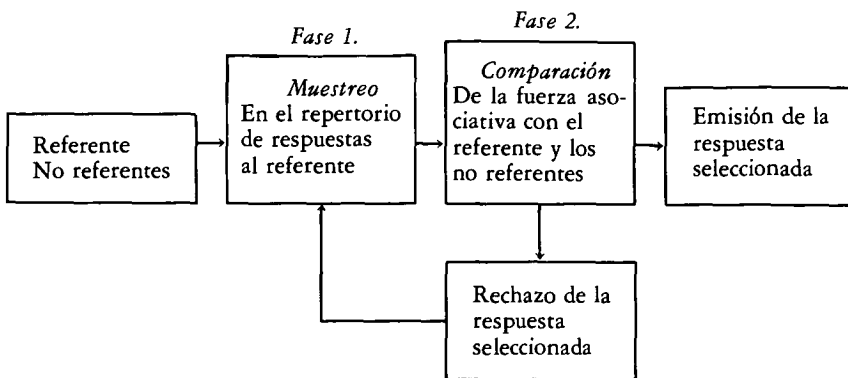 Fase 1.
Fase 2.
Referente
No referentes
Muestreo
En el repertorio
de respuestas
al referente
Comparación
De la fuerza aso-
ciativa con el
referente y los
no referentes
Emisión de la
respuesta
seleccionada
Rechazo de la
respuesta
seleccionada